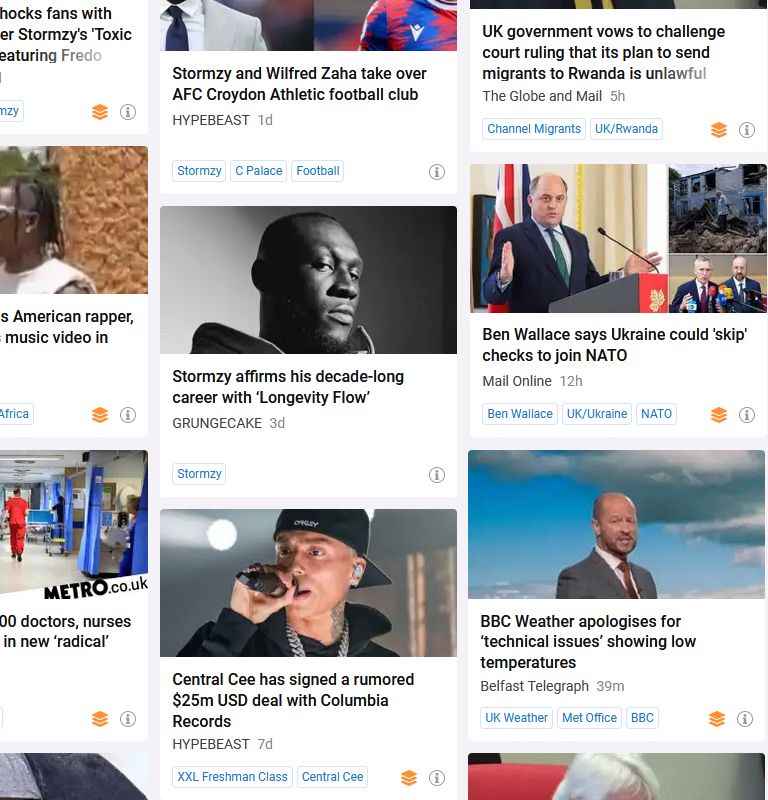 hocks fans with
er Stormzy's 'Toxic
eaturing Fredo
mzy
s American rapper,
music video in
Africa
METRO.co.uk
00 doctors, nurses
in new ‘radical’
Stormzy and Wilfred Zaha take over
AFC Croydon Athletic football club
HYPEBEAST 1d
Stormzy
C Palace
Football
Stormzy affirms his decade-long
career with ‘Longevity Flow’
GRUNGECAKE 3d
Stormzy
OAKLEY
Central Cee has signed a rumored
$25m USD deal with Columbia
Records
HYPEBEAST 7d
XXL Freshman Class
Central Cee
UK government vows to challenge
court ruling that its plan to send
migrants to Rwanda is unlawful
The Globe and Mail 5h
Channel Migrants
UK/Rwanda
Ben Wallace says Ukraine could 'skip'
checks to join NATO
Mail Online 12h
Ben Wallace
UK/Ukraine
NATO
BBC Weather apologises for
‘technical issues’ showing low
temperatures
Belfast Telegraph 39m
UK Weather
Met Office
BBC